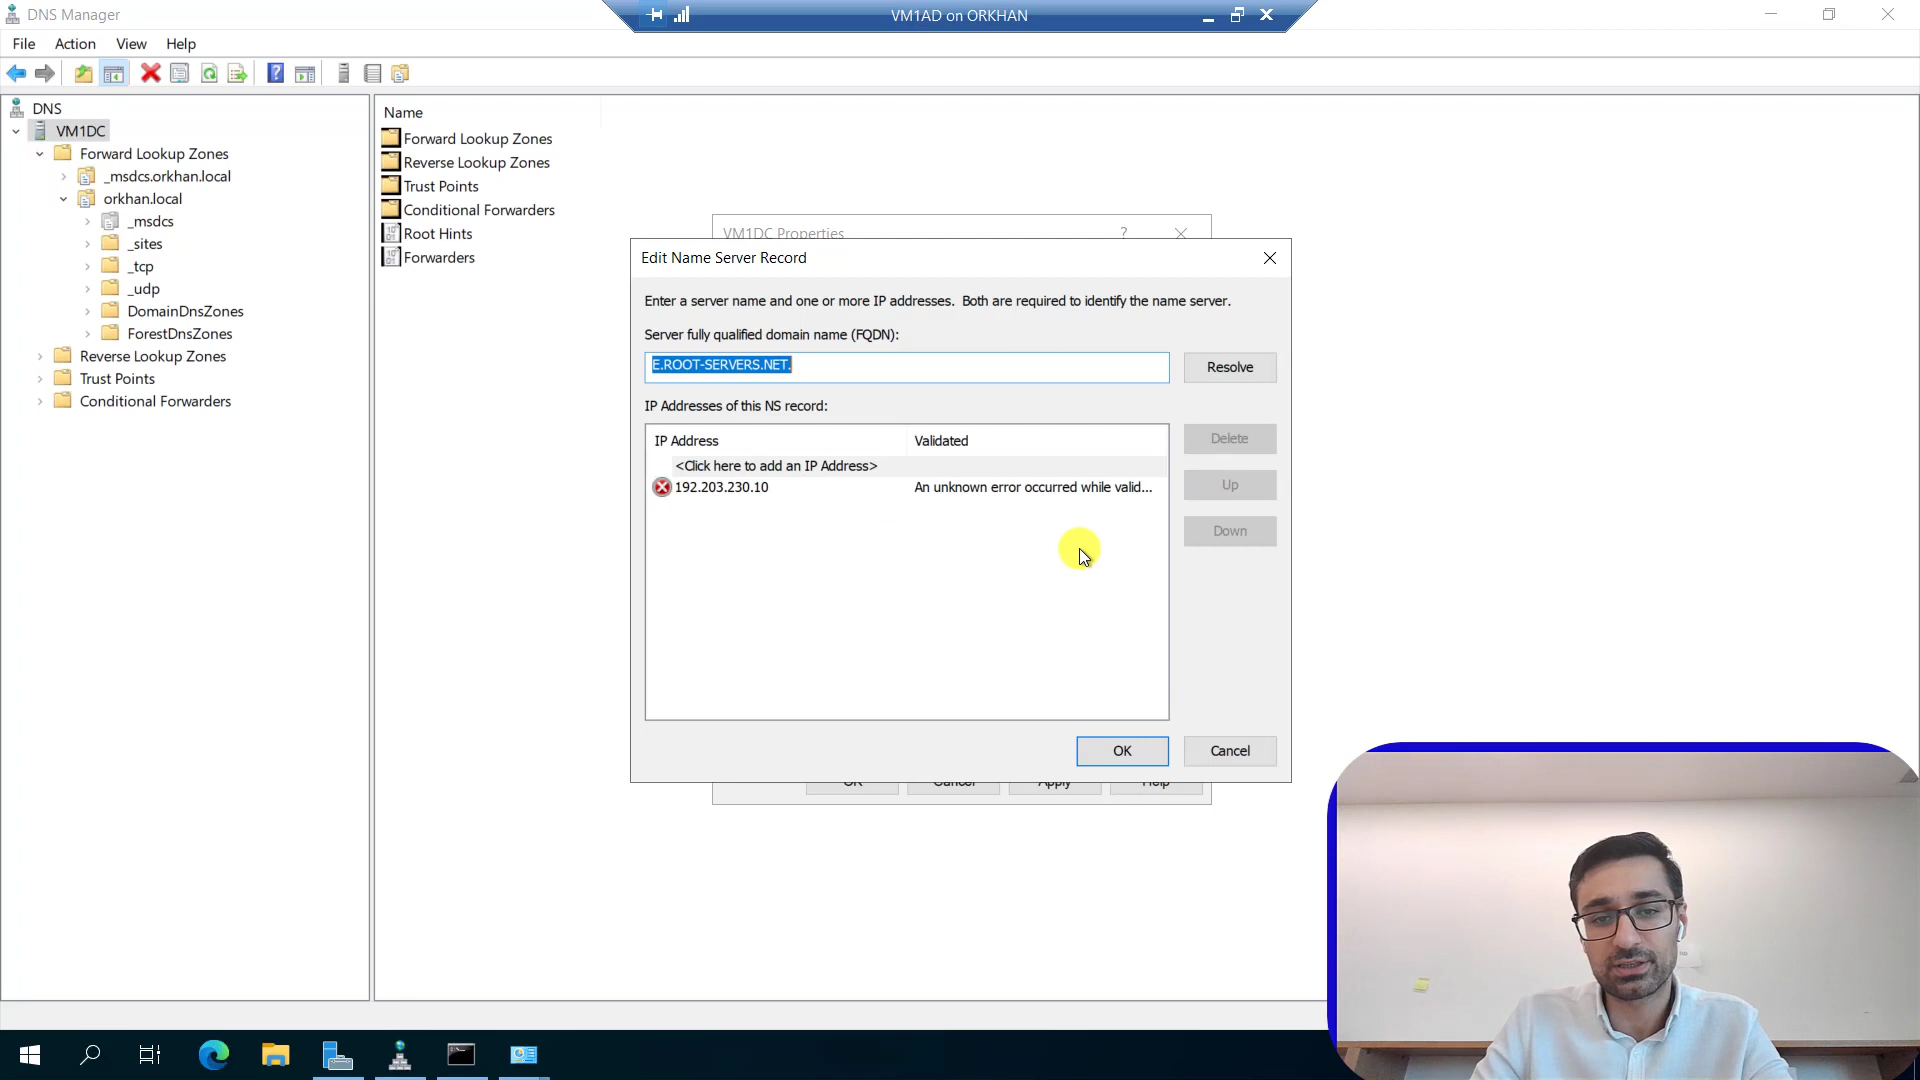 DNS Manager
VM1AD on ORKHAN
File Action View Help
DNS
VM1DC
Forward Lookup Zones
_msdcs.orkhan.local
orkhan.local
_msdcs
_sites
_tcp
_udp
DomainDnsZones
ForestDnsZones
Reverse Lookup Zones
Trust Points
Conditional Forwarders
Name
Forward Lookup Zones
Reverse Lookup Zones
Trust Points
Conditional Forwarders
Root Hints
Forwarders
VM1DC Properties
?
Edit Name Server Record
Enter a server name and one or more IP addresses. Both are required to identify the name server.
Server fully qualified domain name (FQDN):
E.ROOT-SERVERS.NET.
Resolve
IP Addresses of this NS record:
IP Address Validated
<Click here to add an IP Address>
192.203.230.10 An unknown error occurred while valid...
Delete
Up
Down
OK Cancel
OK Cancel Apply Help